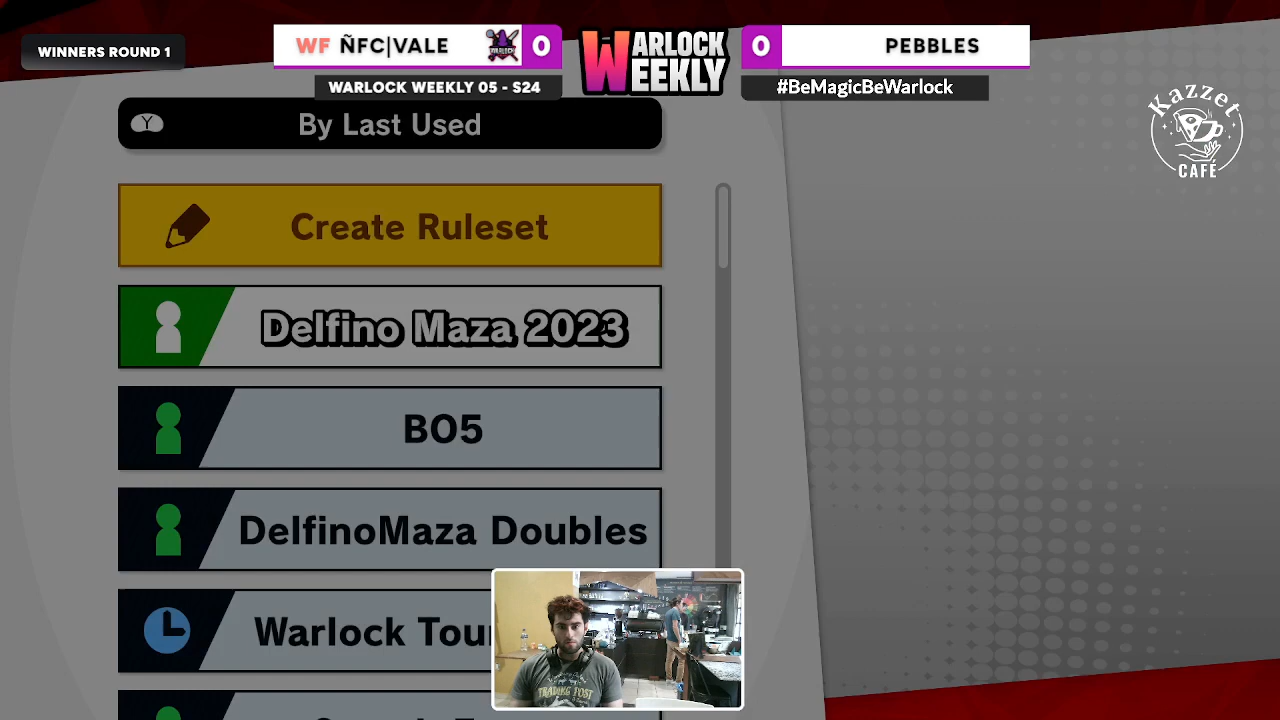 WINNERS ROUND 1
WF ÑFC|VALE
0
WARLOCK WEEKLY
0
PEBBLES
WARLOCK WEEKLY 05 - S24
#BeMagicBeWarlock
Kazzet
CAFÉ
Y
By Last Used
Create Ruleset
Delfino Maza 2023
BO5
DelfinoMaza Doubles
Warlock Tour
TRADING POST